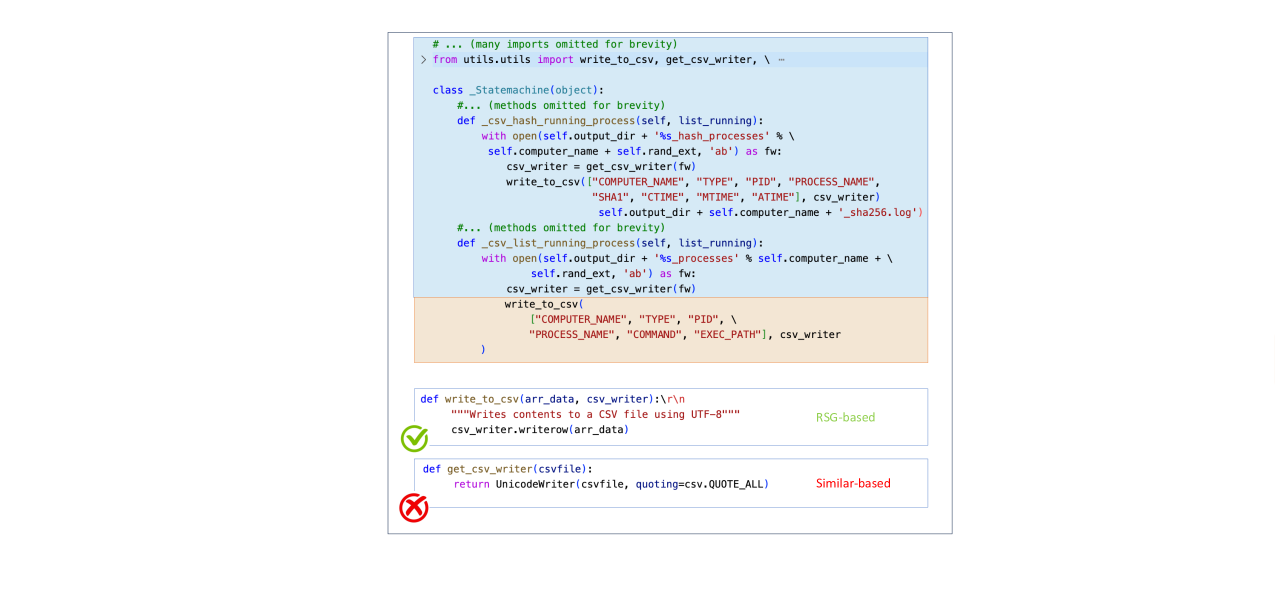 # ... (many imports omitted for brevity)
> from utils.utils import write_to_csv, get_csv_writer, \ ⋯
class _Statemachine(object):
#... (methods omitted for brevity)
def _csv_hash_running_process(self, list_running):
with open(self.output_dir + '%s_hash_processes' % \
self.computer_name + self.rand_ext, 'ab') as fw:
csv_writer = get_csv_writer(fw)
write_to_csv(["COMPUTER_NAME", "TYPE", "PID", "PROCESS_NAME",
"SHA1", "CTIME", "MTIME", "ATIME"], csv_writer)
self.output_dir + self.computer_name + '_sha256.log')
#... (methods omitted for brevity)
def _csv_list_running_process(self, list_running):
with open(self.output_dir + '%s_processes' % self.computer_name + \
self.rand_ext, 'ab') as fw:
csv_writer = get_csv_writer(fw)
write_to_csv(
["COMPUTER_NAME", "TYPE", "PID", \
"PROCESS_NAME", "COMMAND", "EXEC_PATH"], csv_writer
)
def write_to_csv(arr_data, csv_writer):\r\n
"""Writes contents to a CSV file using UTF-8"""
csv_writer.writerow(arr_data)
RSG-based
def get_csv_writer(csvfile):
return UnicodeWriter(csvfile, quoting=csv.QUOTE_ALL)
Similar-based